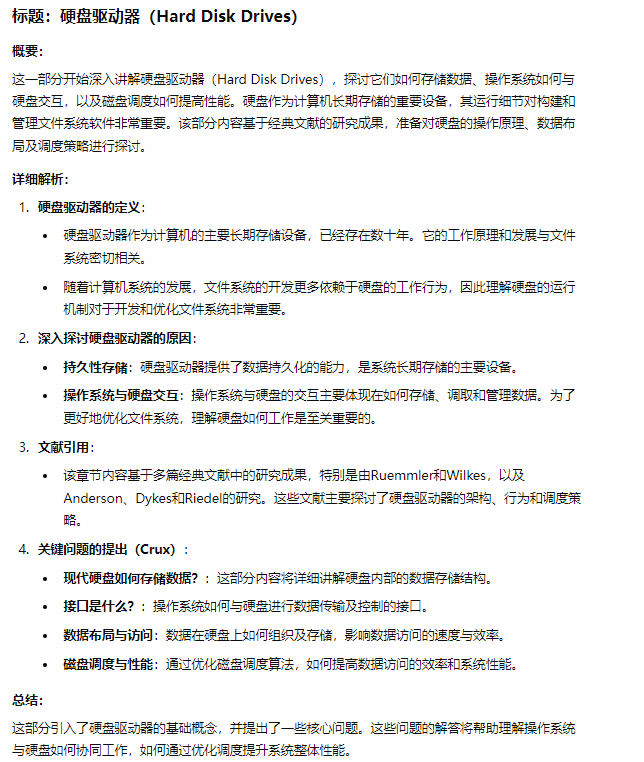 标题：硬盘驱动器（Hard Disk Drives）
概要：
这一部分开始深入讲解硬盘驱动器（Hard Disk Drives），探讨它们如何存储数据、操作系统如何与
硬盘交互，以及磁盘调度如何提高性能。硬盘作为计算机长期存储的重要设备，其运行细节对构建和
管理文件系统软件非常重要。该部分内容基于经典文献的研究成果，准备对硬盘的操作原理、数据布
局及调度策略进行探讨。
详细解析：
1. 硬盘驱动器的定义：
• 硬盘驱动器作为计算机的主要长期存储设备，已经存在数十年。它的工作原理和发展与文件
系统密切相关。
• 随着计算机系统的发展，文件系统的开发更多依赖于硬盘的工作行为，因此理解硬盘的运行
机制对于开发和优化文件系统非常重要。
2. 深入探讨硬盘驱动器的原因：
• 持久性存储：硬盘驱动器提供了数据持久化的能力，是系统长期存储的主要设备。
• 操作系统与硬盘交互：操作系统与硬盘的交互主要体现在如何存储、调取和管理数据。为了
更好地优化文件系统，理解硬盘如何工作是至关重要的。
3. 文献引用：
• 该章节内容基于多篇经典文献中的研究成果，特别是由Ruemmler和Wilkes，以及
Anderson、Dykes和Riedel的研究。这些文献主要探讨了硬盘驱动器的架构、行为和调度策
略。
4. 关键问题的提出（Crux）：
• 现代硬盘如何存储数据？：这部分内容将详细讲解硬盘内部的数据存储结构。
• 接口是什么？：操作系统如何与硬盘进行数据传输及控制的接口。
• 数据布局与访问：数据在硬盘上如何组织及存储，影响数据访问的速度与效率。
• 磁盘调度与性能：通过优化磁盘调度算法，如何提高数据访问的效率和系统性能。
总结：
这部分引入了硬盘驱动器的基础概念，并提出了一些核心问题。这些问题的解答将帮助理解操作系统
与硬盘如何协同工作，如何通过优化调度提升系统整体性能。